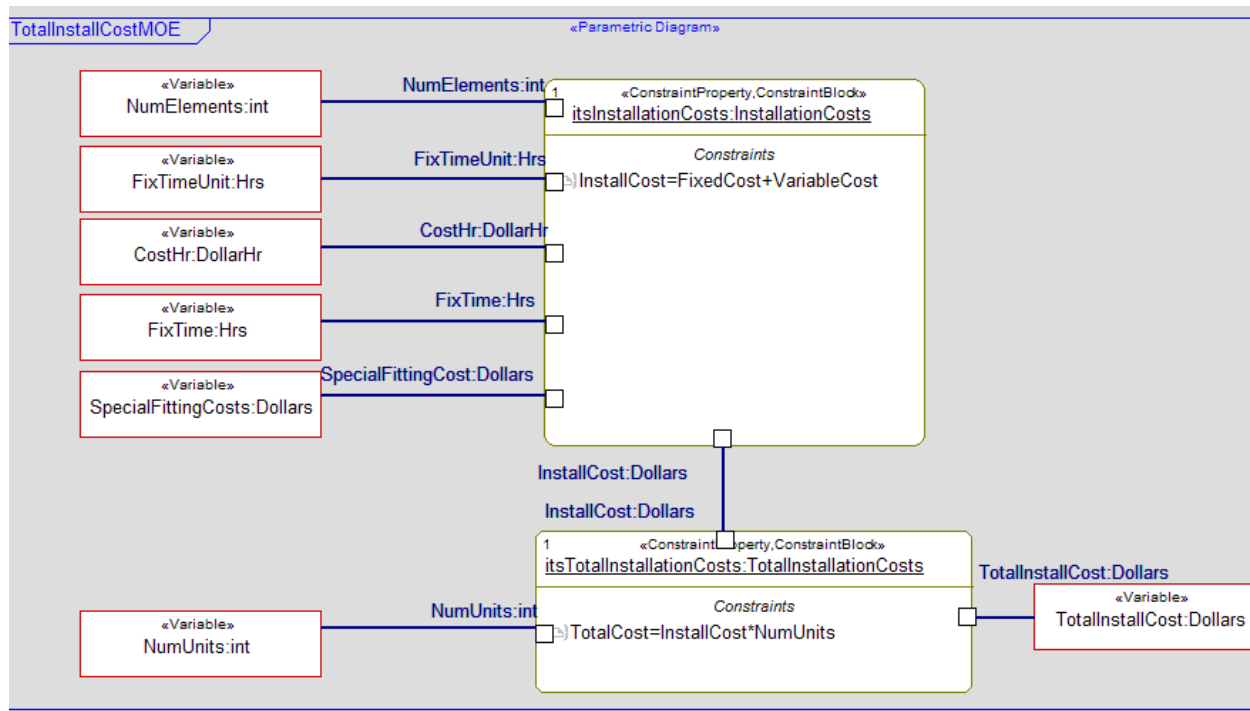 TotalInstallCostMOE
«Parametric Diagram»
«Variable»
NumElements:int
NumElements:int
1
«ConstraintProperty,ConstraintBlock»
itsInstallationCosts:InstallationCosts
«Variable»
FixTimeUnit:Hrs
FixTimeUnit:Hrs
Constraints
InstallCost=FixedCost+VariableCost
«Variable»
CostHr:DollarHr
CostHr:DollarHr
«Variable»
FixTime:Hrs
FixTime:Hrs
«Variable»
SpecialFittingCosts:Dollars
SpecialFittingCost:Dollars
InstallCost:Dollars
InstallCost:Dollars
1
«ConstraintProperty,ConstraintBlock»
itsTotalInstallationCosts:TotalInstallationCosts
«Variable»
NumUnits:int
NumUnits:int
Constraints
TotalCost=InstallCost*NumUnits
TotalInstallCost:Dollars
«Variable»
TotalInstallCost:Dollars